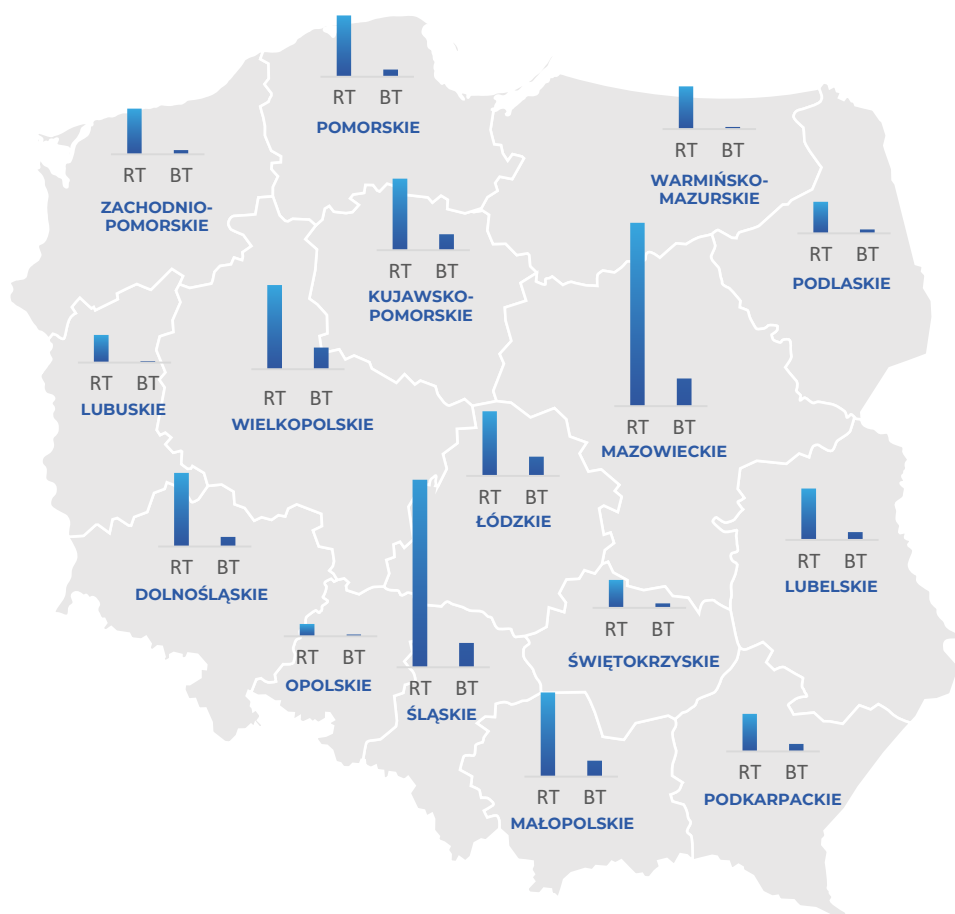 RT BT
POMORSKIE
RT BT
WARMIŃSKO-
MAZURSKIE
RT BT
ZACHODNIO-
POMORSKIE
RT BT
PODLASKIE
RT BT
KUJAWSKO-
POMORSKIE
RT BT
LUBUSKIE
RT BT
WIELKOPOLSKIE
RT BT
MAZOWIECKIE
RT BT
ŁÓDZKIE
RT BT
DOLNOŚLĄSKIE
RT BT
LUBELSKIE
RT BT
ŚWIĘTOKRZYSKIE
RT BT
OPOLSKIE
RT BT
ŚLĄSKIE
RT BT
PODKARPACKIE
RT BT
MAŁOPOLSKIE